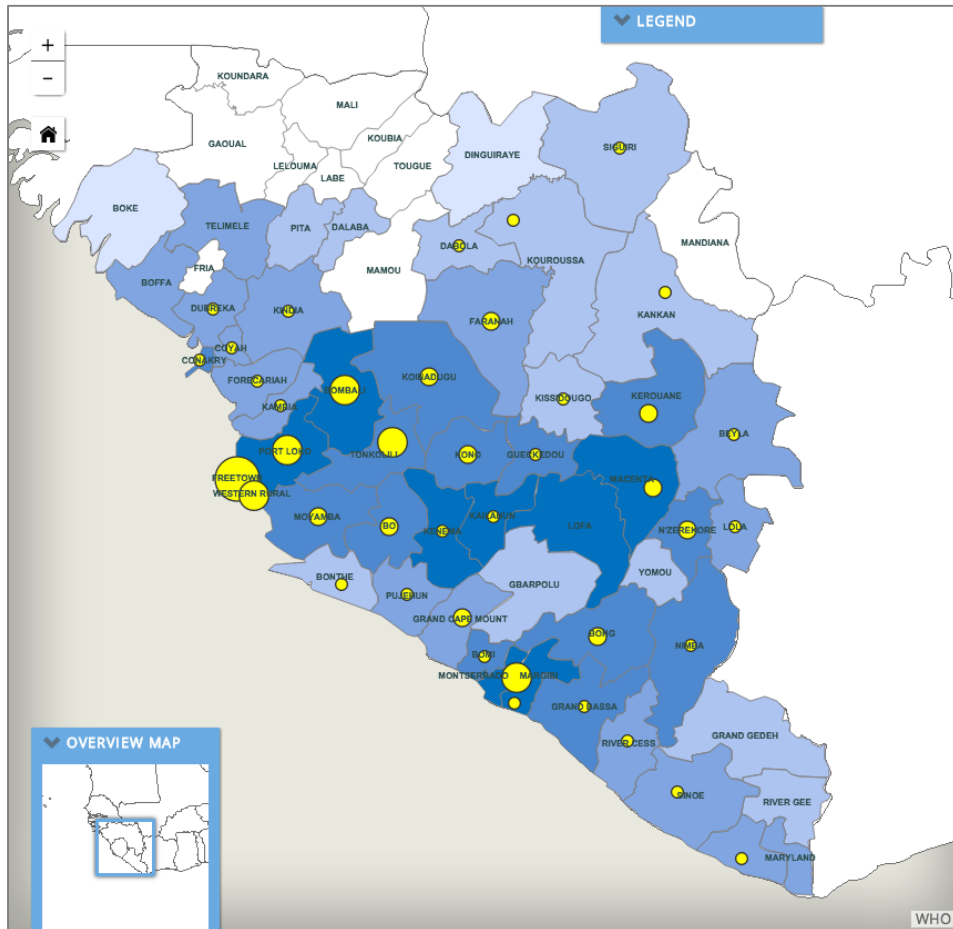 LEGEND
+
−
KOUNDARA
MALI
GAOUAL
KOUBIA
LELOUMA
LABE
TOUGUE
DINGUIRAYE
SIGUIRI
BOKE
TELIMELE
PITA
DALABA
DABOLA
MANDIANA
FRIA
MAMOU
KOUROUSSA
BOFFA
DUBREKA
KINDIA
FARANAH
KANKAN
COYAH
CONAKRY
FORECARIAH
KOINADUGU
BOMBALI
KISSIDOUGO
KEROUANE
KAMBIA
BEYLA
PORT LOKO
TONKOLILI
KONO
GUECKEDOU
FREETOWN
WESTERN RURAL
MACENTA
MOYAMBA
BO
KENEMA
KAILAHUN
LOFA
N'ZEREKORE
LOLA
BONTHE
PUJEHUN
GBARPOLU
YOMOU
GRAND CAPE MOUNT
BONG
BOMI
NIMBA
MONTSERRADO
MARGIBI
GRAND BASSA
RIVER CESS
GRAND GEDEH
SINOE
RIVER GEE
MARYLAND
OVERVIEW MAP
WHO